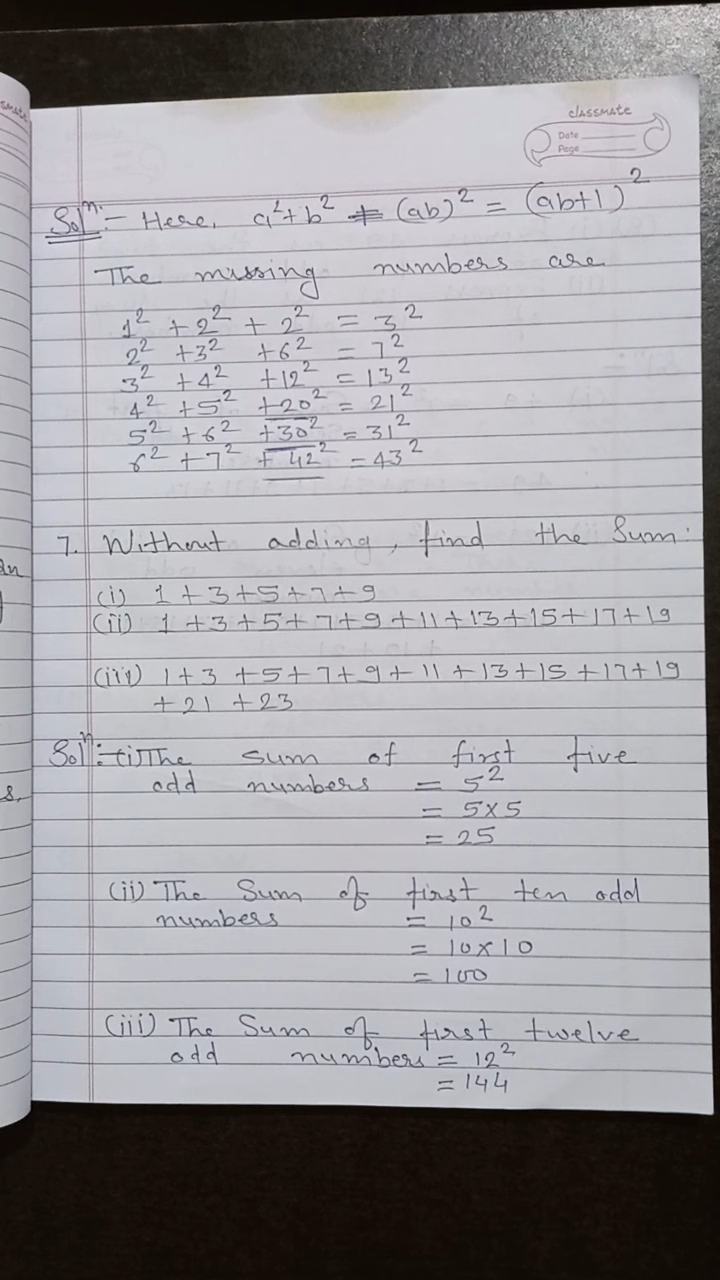 classmate
Date
Page
Solⁿ:- Here, a²+b² + (ab)² = (ab+1)²
The missing numbers are
1² + 2² + 2² = 3²
2² + 3² + 6² = 7²
3² + 4² + 12² = 13²
4² + 5² + 20² = 21²
5² + 6² + 30² = 31²
6² + 7² + 42² = 43²
7. Without adding, find the Sum:
(i) 1+3+5+7+9
(ii) 1+3+5+7+9+11+13+15+17+19
(iii) 1+3+5+7+9+11+13+15+17+19
+21 +23
Solⁿ:-(i) The sum of first five
odd numbers = 5²
= 5×5
= 25
(ii) The Sum of first ten odd
numbers = 10²
= 10×10
= 100
(iii) The Sum of first twelve
odd numbers = 12²
= 144